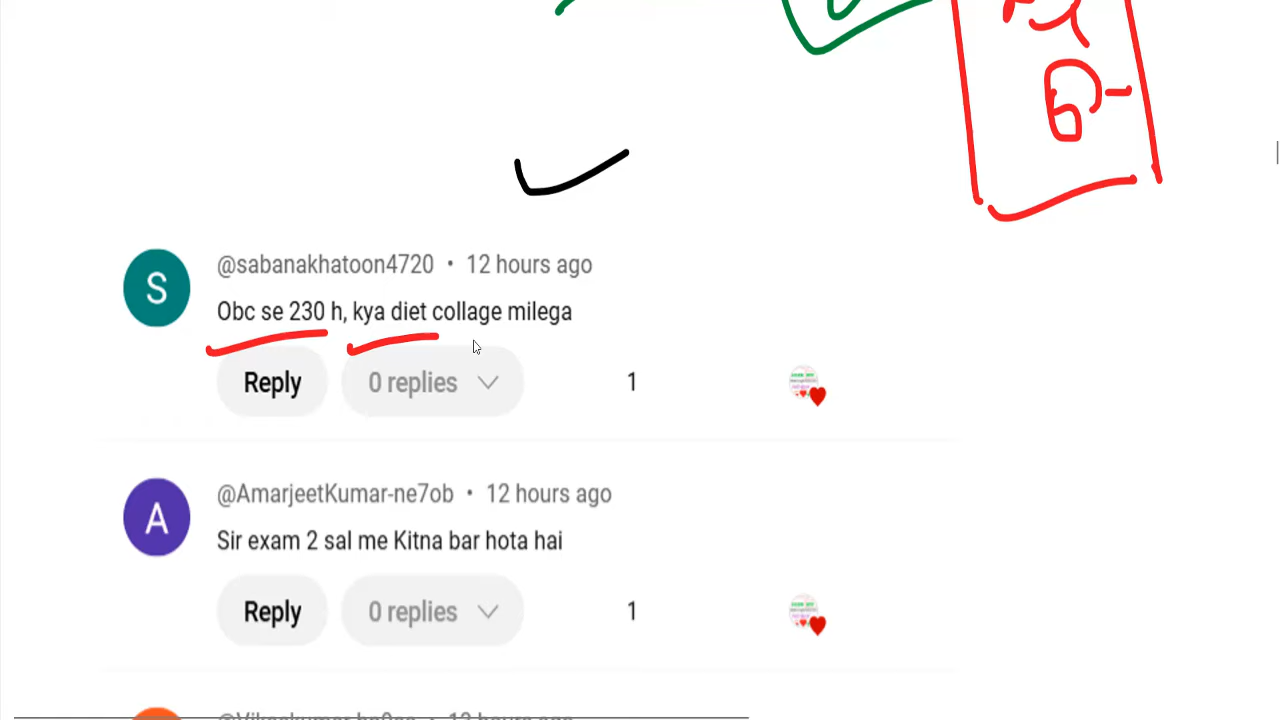 S
@sabanakhatoon4720 • 12 hours ago
Obc se 230 h, kya diet collage milega
Reply 0 replies 1
A
@AmarjeetKumar-ne7ob • 12 hours ago
Sir exam 2 sal me Kitna bar hota hai
Reply 0 replies 1